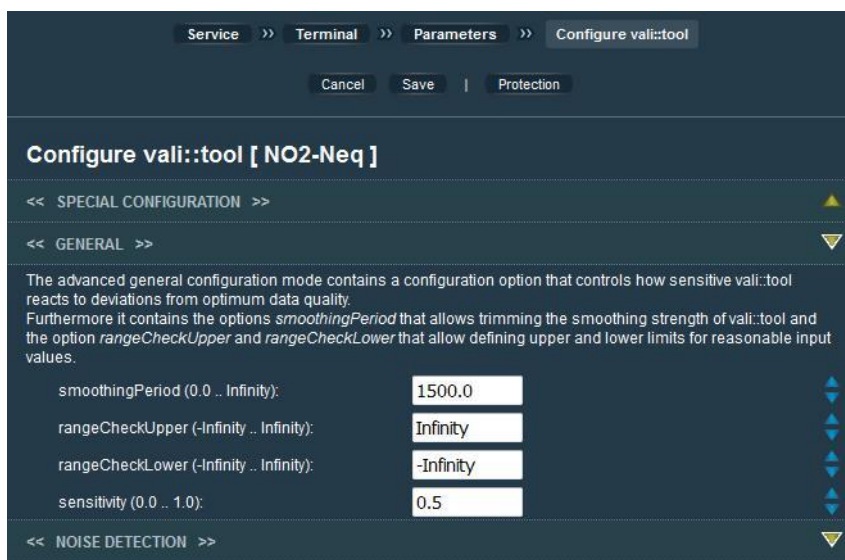 Service >> Terminal >> Parameters >> Configure vali::tool
Cancel Save | Protection
Configure vali::tool [ NO2-Neq ]
<< SPECIAL CONFIGURATION >>
<< GENERAL >>
The advanced general configuration mode contains a configuration option that controls how sensitive vali::tool
reacts to deviations from optimum data quality.
Furthermore it contains the options smoothingPeriod that allows trimming the smoothing strength of vali::tool and
the option rangeCheckUpper and rangeCheckLower that allow defining upper and lower limits for reasonable input
values.
smoothingPeriod (0.0 .. Infinity): 1500.0
rangeCheckUpper (-Infinity .. Infinity): Infinity
rangeCheckLower (-Infinity .. Infinity): -Infinity
sensitivity (0.0 .. 1.0): 0.5
<< NOISE DETECTION >>